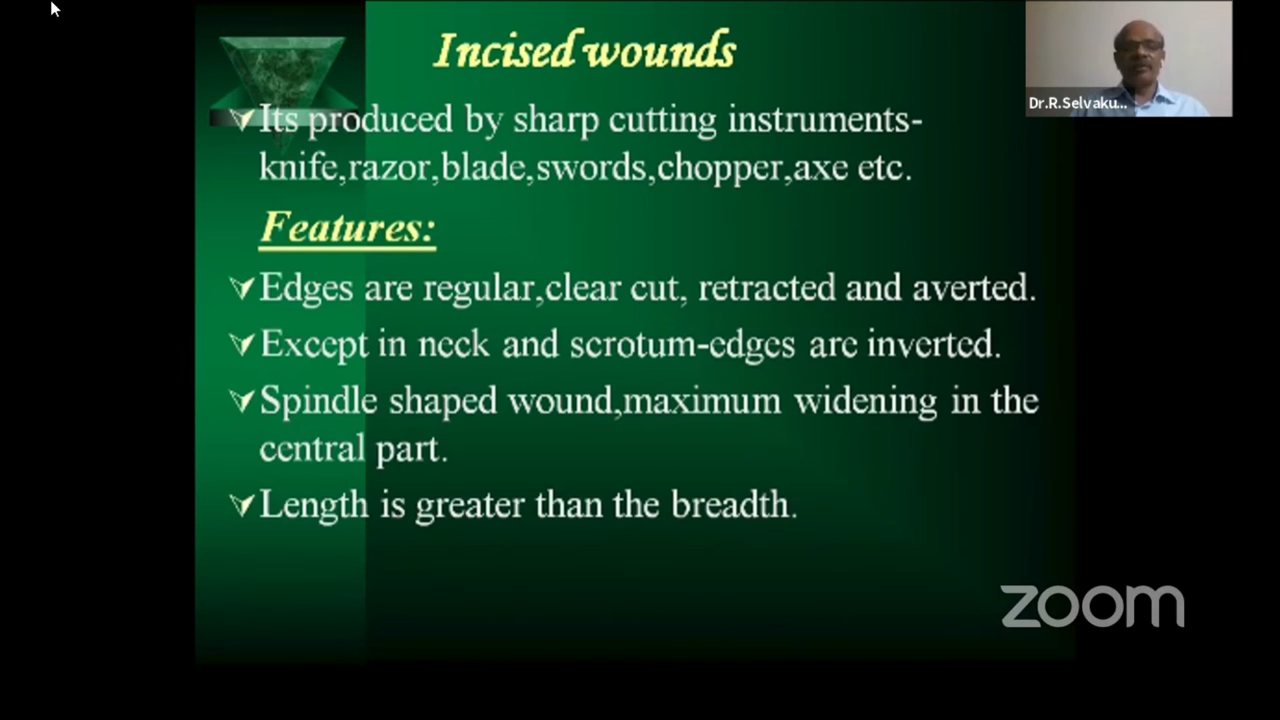 Incised wounds
Its produced by sharp cutting instruments-
knife,razor,blade,swords,chopper,axe etc.
Features:
Edges are regular,clear cut, retracted and averted.
Except in neck and scrotum-edges are inverted.
Spindle shaped wound,maximum widening in the
central part.
Length is greater than the breadth.
Dr.R.Selvaku...
zoom